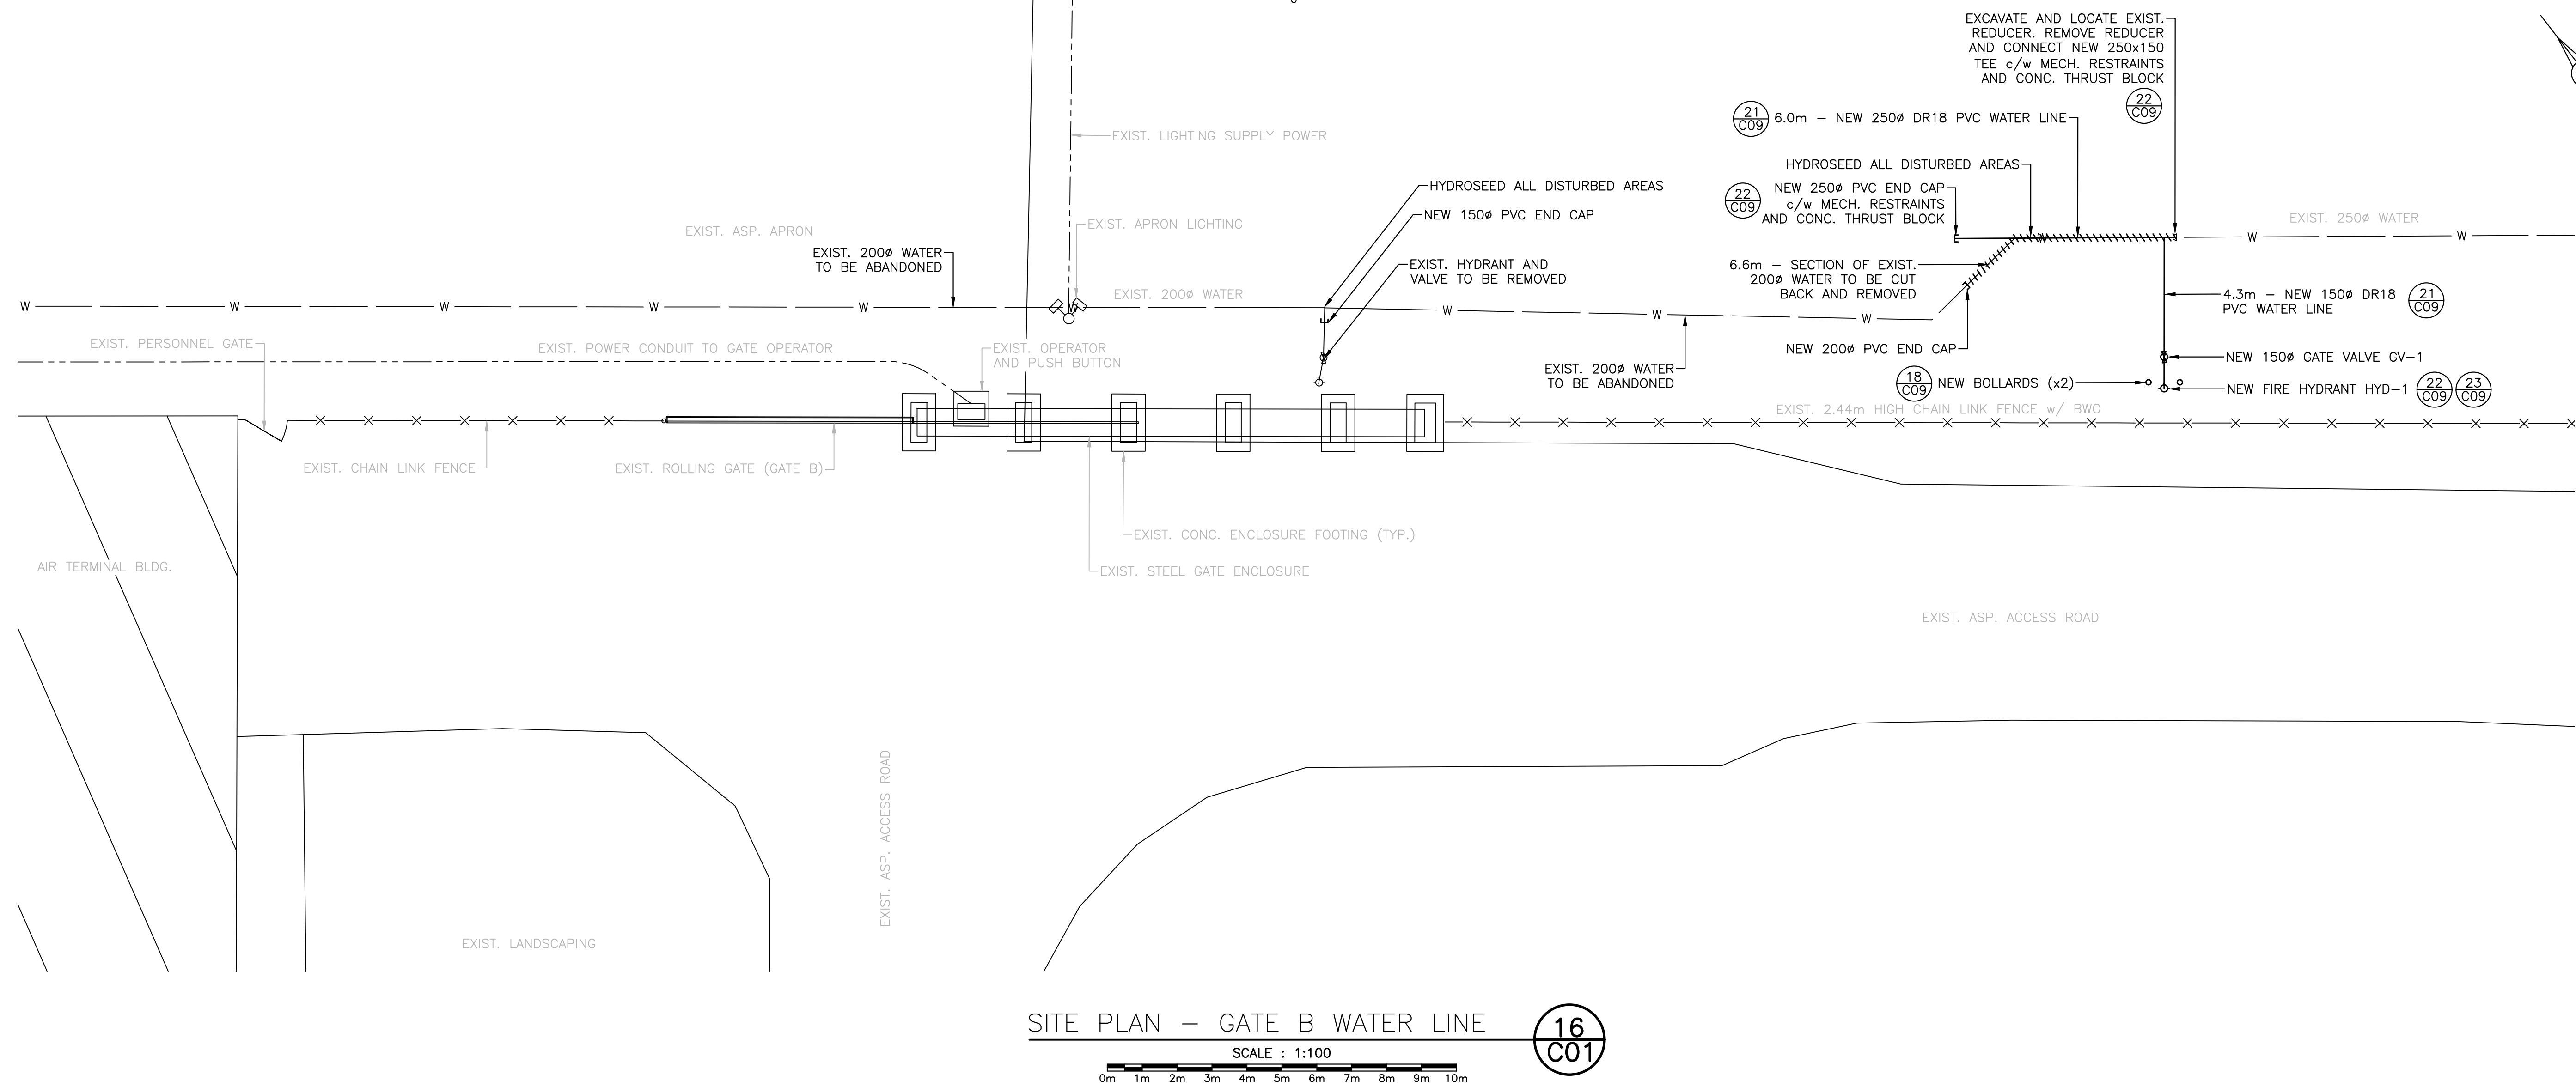 EXCAVATE AND LOCATE EXIST.
REDUCER. REMOVE REDUCER
AND CONNECT NEW 250x150
TEE c/w MECH. RESTRAINTS
AND CONC. THRUST BLOCK
22
C09
21
C09
6.0m – NEW 250ø DR18 PVC WATER LINE
EXIST. LIGHTING SUPPLY POWER
HYDROSEED ALL DISTURBED AREAS
HYDROSEED ALL DISTURBED AREAS
22
C09
NEW 250ø PVC END CAP
c/w MECH. RESTRAINTS
AND CONC. THRUST BLOCK
NEW 150ø PVC END CAP
EXIST. 250ø WATER
EXIST. APRON LIGHTING
EXIST. ASP. APRON
EXIST. 200ø WATER
TO BE ABANDONED
EXIST. HYDRANT AND
VALVE TO BE REMOVED
6.6m – SECTION OF EXIST.
200ø WATER TO BE CUT
BACK AND REMOVED
W
W
W
EXIST. 200ø WATER
4.3m – NEW 150ø DR18
PVC WATER LINE
21
C09
W
W
W
W
W
W
W
W
W
EXIST. PERSONNEL GATE
EXIST. POWER CONDUIT TO GATE OPERATOR
EXIST. OPERATOR
AND PUSH BUTTON
NEW 200ø PVC END CAP
NEW 150ø GATE VALVE GV-1
EXIST. 200ø WATER
TO BE ABANDONED
18
C09
NEW BOLLARDS (x2)
NEW FIRE HYDRANT HYD-1
22
C09
23
C09
EXIST. 2.44m HIGH CHAIN LINK FENCE w/ BWO
EXIST. CHAIN LINK FENCE
EXIST. ROLLING GATE (GATE B)
EXIST. CONC. ENCLOSURE FOOTING (TYP.)
AIR TERMINAL BLDG.
EXIST. STEEL GATE ENCLOSURE
EXIST. ASP. ACCESS ROAD
EXIST. ASP. ACCESS ROAD
EXIST. LANDSCAPING
SITE PLAN – GATE B WATER LINE
16
C01
SCALE : 1:100
0m 1m 2m 3m 4m 5m 6m 7m 8m 9m 10m